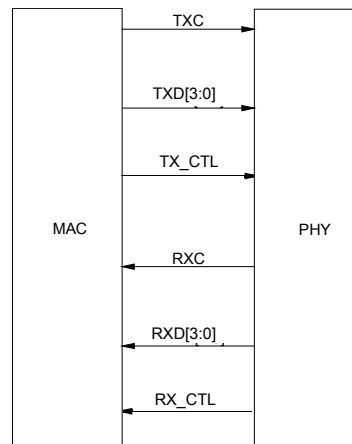 TXC
TXD[3:0]
TX_CTL
MAC
PHY
RXC
RXD[3:0]
RX_CTL